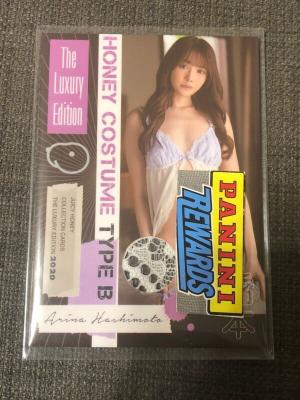 The Luxury
Edition
HONEY COSTUME TYPE B
JUICY HONEY
COLLECTION CARDS
THE LUXURY EDITION 2020
PANINI
REWARDS
Arina Hashimoto